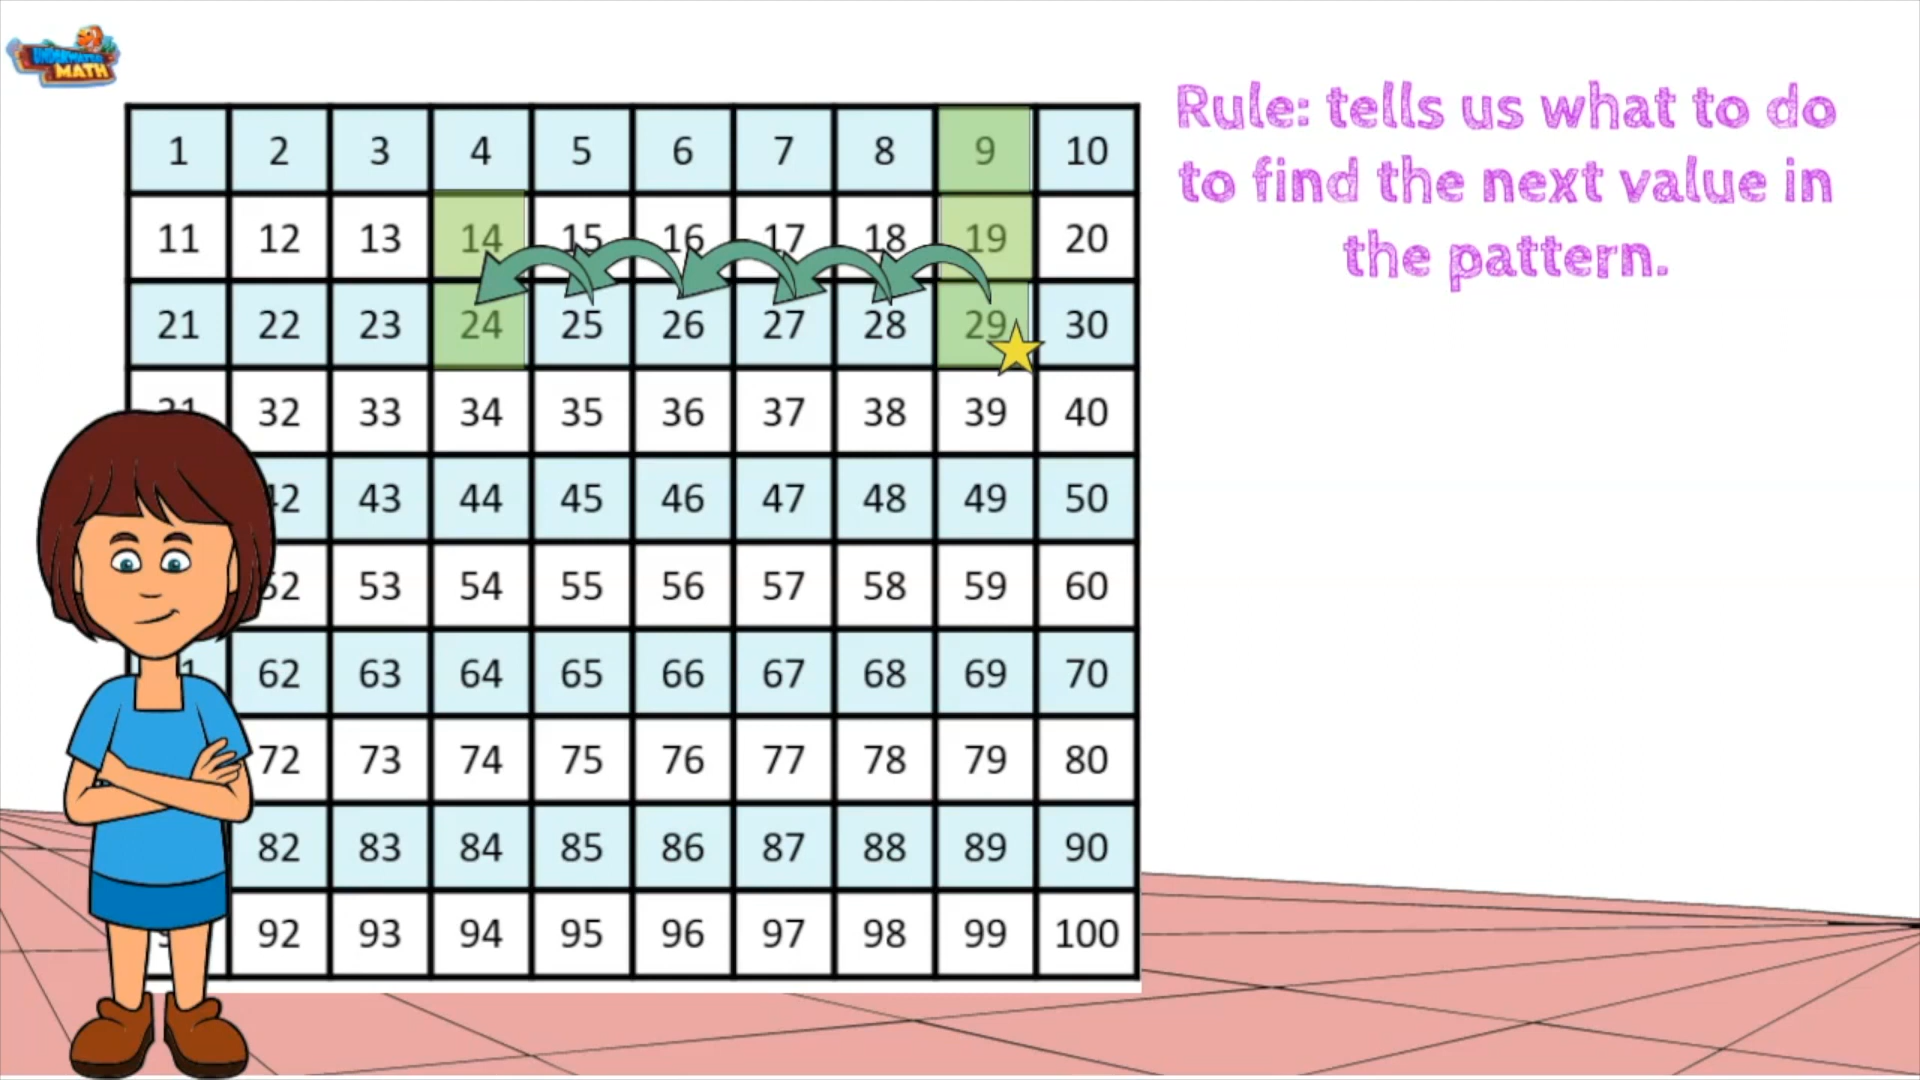 UNDERWATER
MATH
Rule: tells us what to do
to find the next value in
the pattern.
1 2 3 4 5 6 7 8 9 10
11 12 13 14 15 16 17 18 19 20
21 22 23 24 25 26 27 28 29 30
32 33 34 35 36 37 38 39 40
43 44 45 46 47 48 49 50
53 54 55 56 57 58 59 60
62 63 64 65 66 67 68 69 70
72 73 74 75 76 77 78 79 80
82 83 84 85 86 87 88 89 90
92 93 94 95 96 97 98 99 100